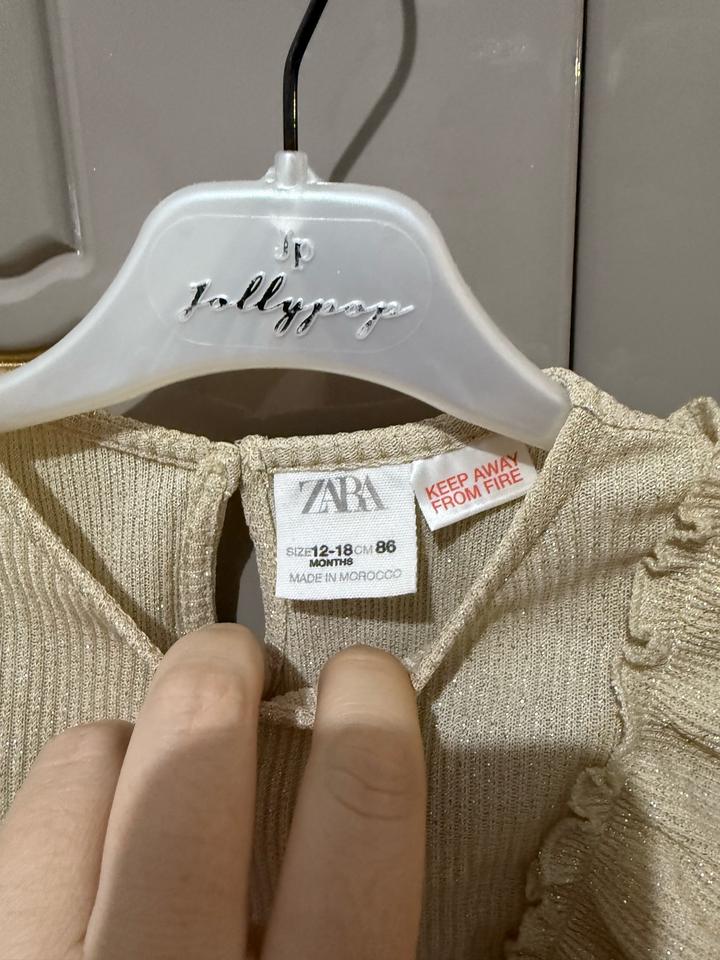 Jp
Jollypop
ZARA
KEEP AWAY
FROM FIRE
SIZE 12-18 CM 86
MONTHS
MADE IN MOROCCO